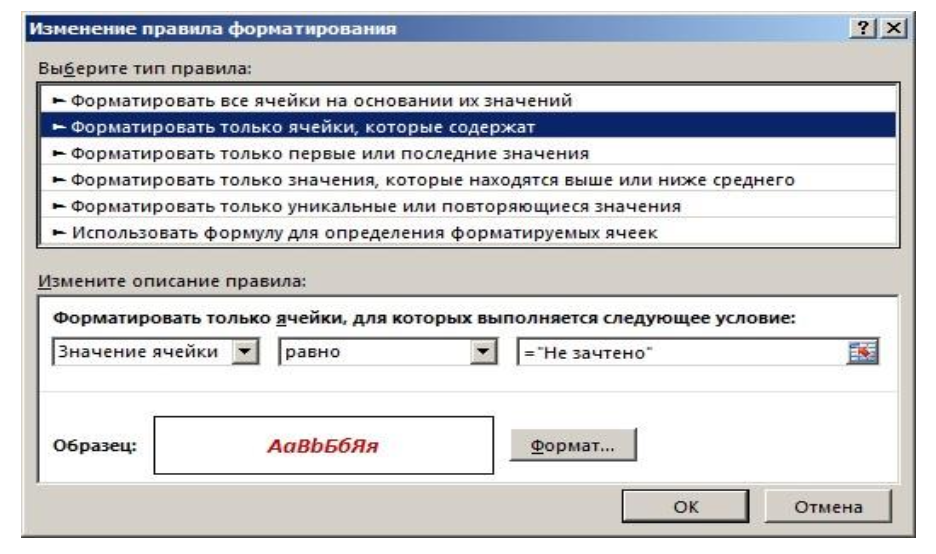 Изменение правила форматирования
Выберите тип правила:
► Форматировать все ячейки на основании их значений
► Форматировать только ячейки, которые содержат
► Форматировать только первые или последние значения
► Форматировать только значения, которые находятся выше или ниже среднего
► Форматировать только уникальные или повторяющиеся значения
► Использовать формулу для определения форматируемых ячеек
Измените описание правила:
Форматировать только ячейки, для которых выполняется следующее условие:
Значение ячейки равно ="Не зачтено"
Образец: АаВbБбЯя Формат...
ОК Отмена